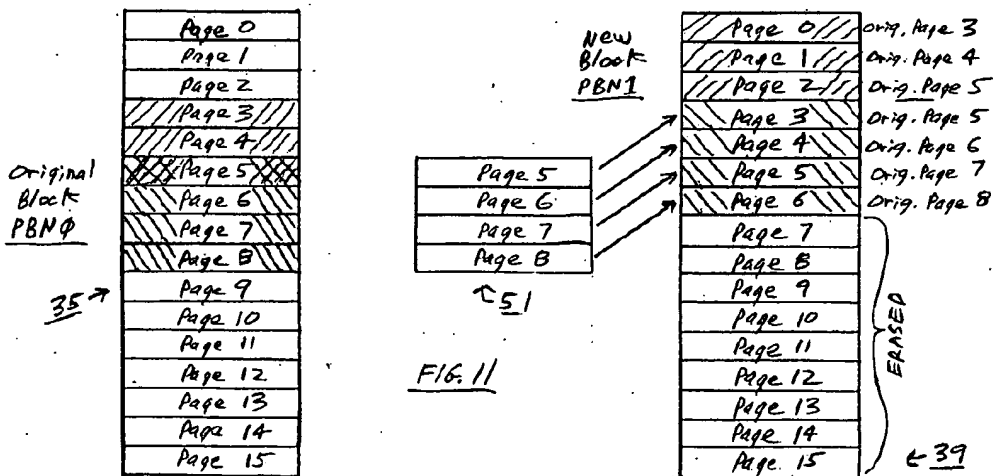 Original
Block
PBNØ
35
Page 0
Page 1
Page 2
Page 3
Page 4
Page 5
Page 6
Page 7
Page 8
Page 9
Page 10
Page 11
Page 12
Page 13
Page 14
Page 15
Page 5
Page 6
Page 7
Page 8
51
FIG. 11
New
Block
PBN1
Page 0 Orig. Page 3
Page 1 Orig. Page 4
Page 2 Orig. Page 5
Page 3 Orig. Page 5
Page 4 Orig. Page 6
Page 5 Orig. Page 7
Page 6 Orig. Page 8
Page 7
Page 8
Page 9
Page 10
Page 11
Page 12
Page 13
Page 14
Page 15
ERASED
39